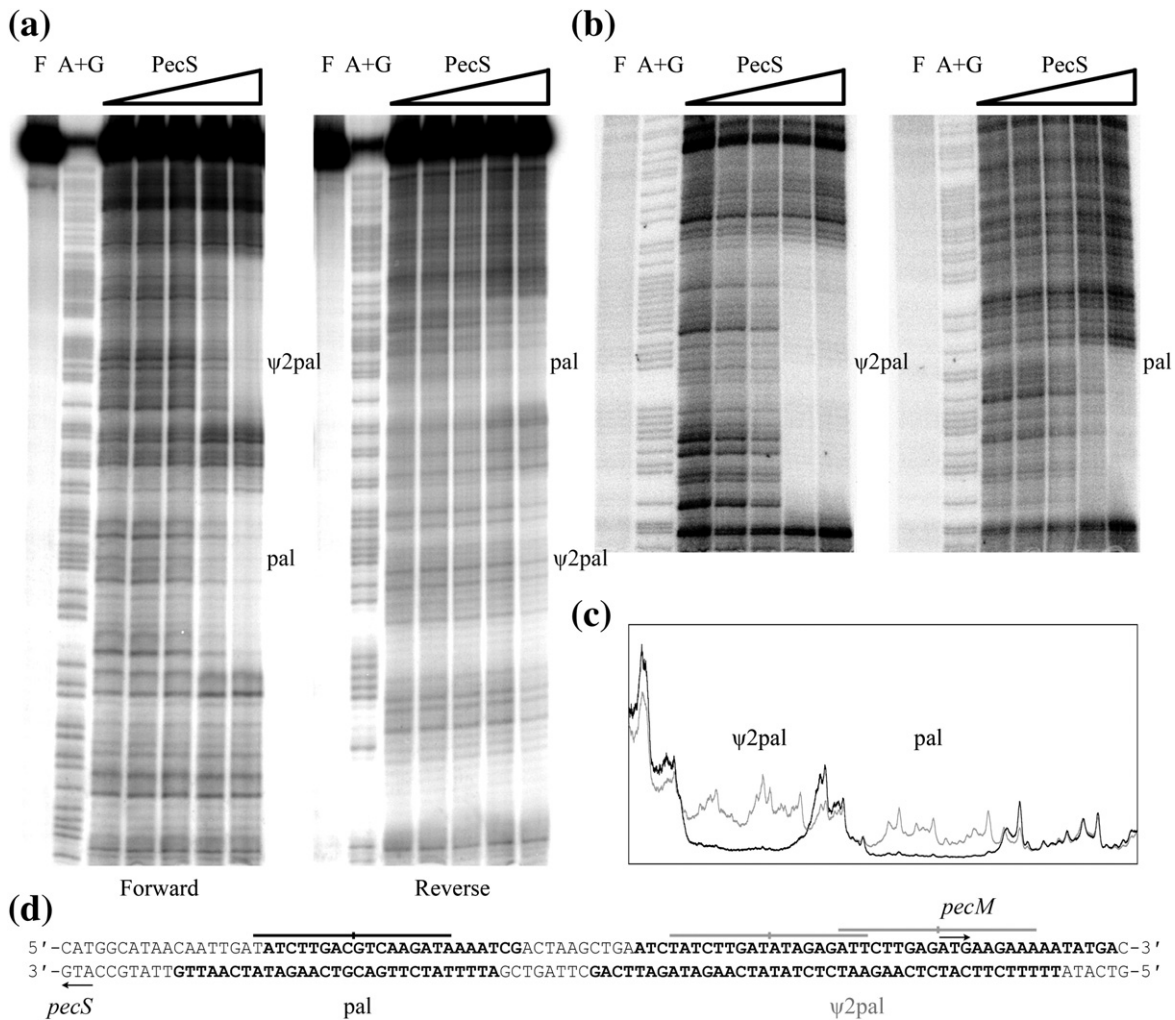 (a)
(b)
F A+G PecS
F A+G PecS
F A+G PecS
PecS
ψ2pal
pal
pal
ψ2pal
ψ2pal
pal
Forward
Reverse
(c)
ψ2pal
pal
(d)
pecM
5′-CATGGCATAACAATTGATATCTTGACGTCAAGATAAAATCGACTAAGCTGAATCTATCTTGATATAGAGATTCTTGAGATGAAGAAAAATATGAC-3′
3′-GTACCGTATTGTTAACTATAGAACTGCAGTTCTATTTTAGCTGATTCGACTTAGATAGAACTATATCTCTAAGAACTCTACTTCTTTTTATACTG-5′
pecS
pal
ψ2pal